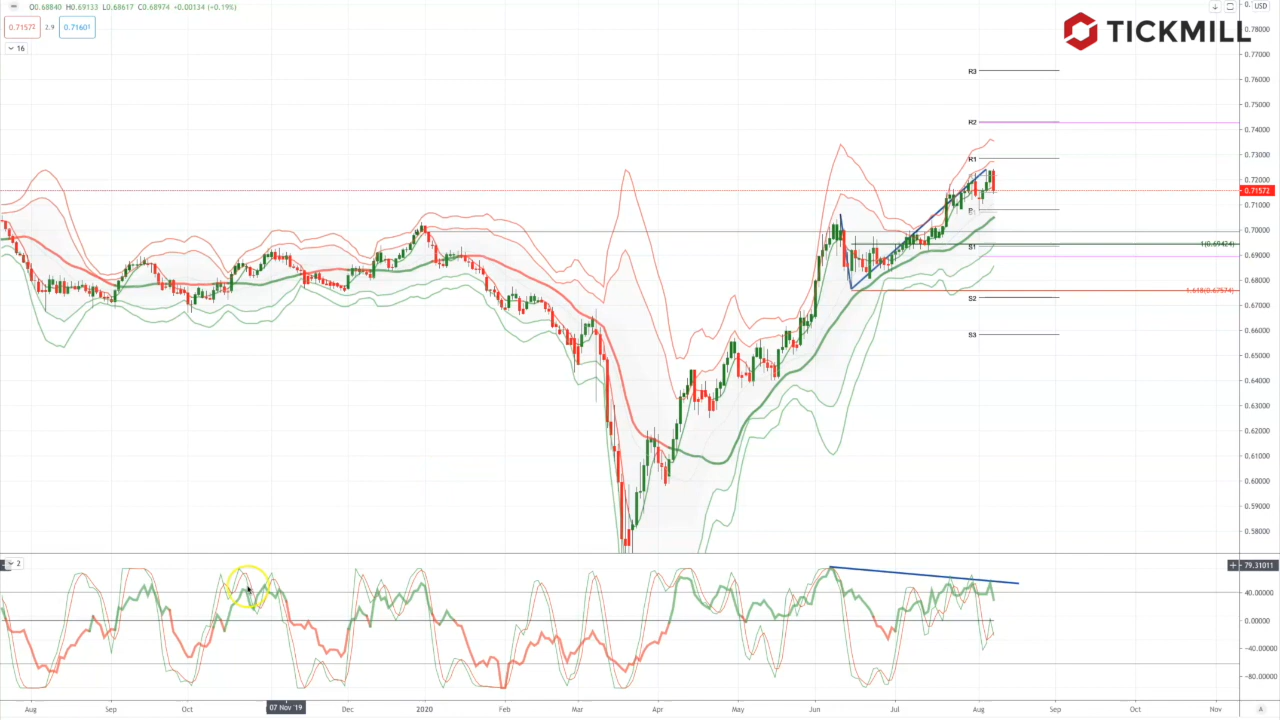 O0.68840 H0.69133 L0.68617 C0.68974 +0.00134 (+0.19%)
USD
0.71572 2.9 0.71601
16
TICKMILL
0.78000
0.77000
R3
0.76000
0.75000
R2
0.74000
0.73000
R1
0.72000
0.71572
0.71000
P
0.70000
S1
1(0.69424)
0.69000
0.68000
1.618(0.67574)
S2
0.67000
0.66000
S3
0.65000
0.64000
0.63000
0.62000
0.61000
0.60000
0.59000
0.58000
2
79.31011
40.00000
0.00000
-40.00000
-80.00000
Aug Sep Oct 07 Nov '19 Dec 2020 Feb Mar Apr May Jun Jul Aug Sep Oct Nov A